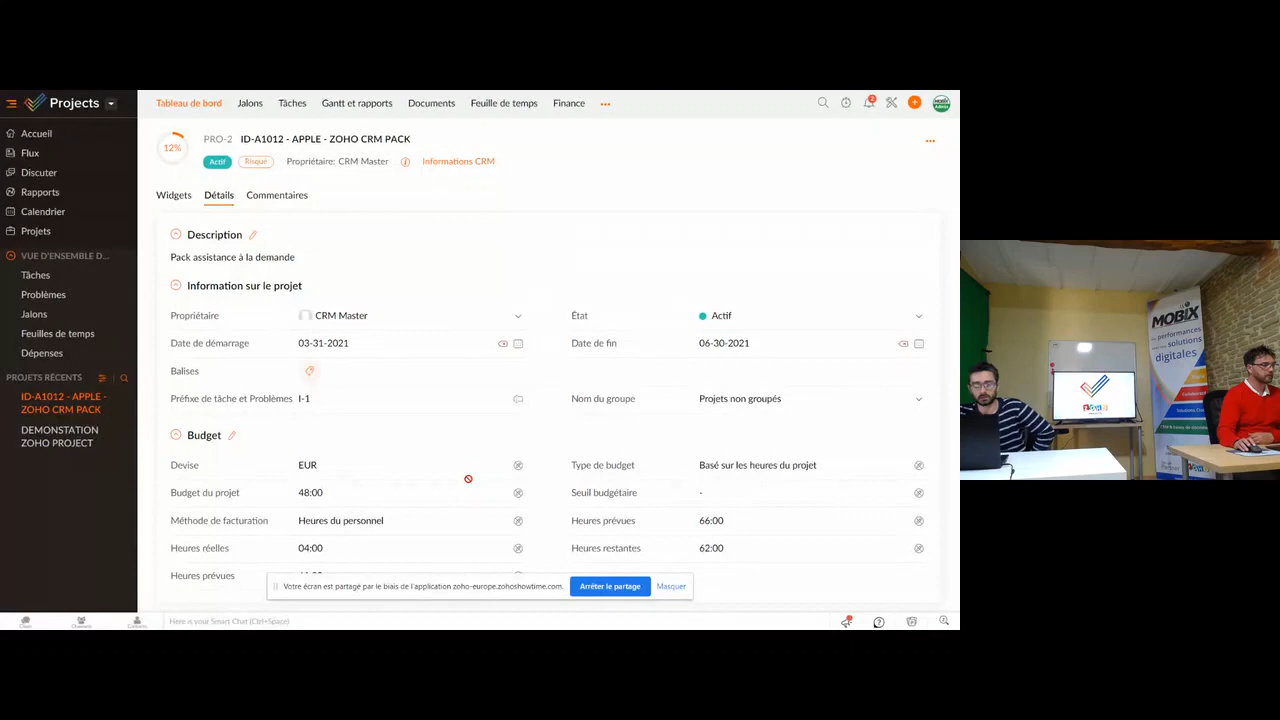 Projects
Tableau de bord
Jalons
Tâches
Gantt et rapports
Documents
Feuille de temps
Finance
Accueil
Flux
Discuter
Rapports
Calendrier
Projets
VUE D'ENSEMBLE D...
Tâches
Problèmes
Jalons
Feuilles de temps
Dépenses
PROJETS RÉCENTS
ID-A1012 - APPLE -
ZOHO CRM PACK
DEMONSTATION
ZOHO PROJECT
12%
PRO-2 ID-A1012 - APPLE - ZOHO CRM PACK
Actif Risque Propriétaire: CRM Master Informations CRM
Widgets Détails Commentaires
Description
Pack assistance à la demande
Information sur le projet
Propriétaire CRM Master État Actif
Date de démarrage 03-31-2021 Date de fin 06-30-2021
Balises
Préfixe de tâche et Problèmes I-1 Nom du groupe Projets non groupés
Budget
Devise EUR Type de budget Basé sur les heures du projet
Budget du projet 48:00 Seuil budgétaire -
Méthode de facturation Heures du personnel Heures prévues 66:00
Heures réelles 04:00 Heures restantes 62:00
Heures prévues
Votre écran est partagé par le biais de l'application zoho-europe.zohoshowtime.com.
Arrêter le partage
Masquer
Here is your Smart Chat (Ctrl+Space)
MOBIX
performances
solutions
digitales